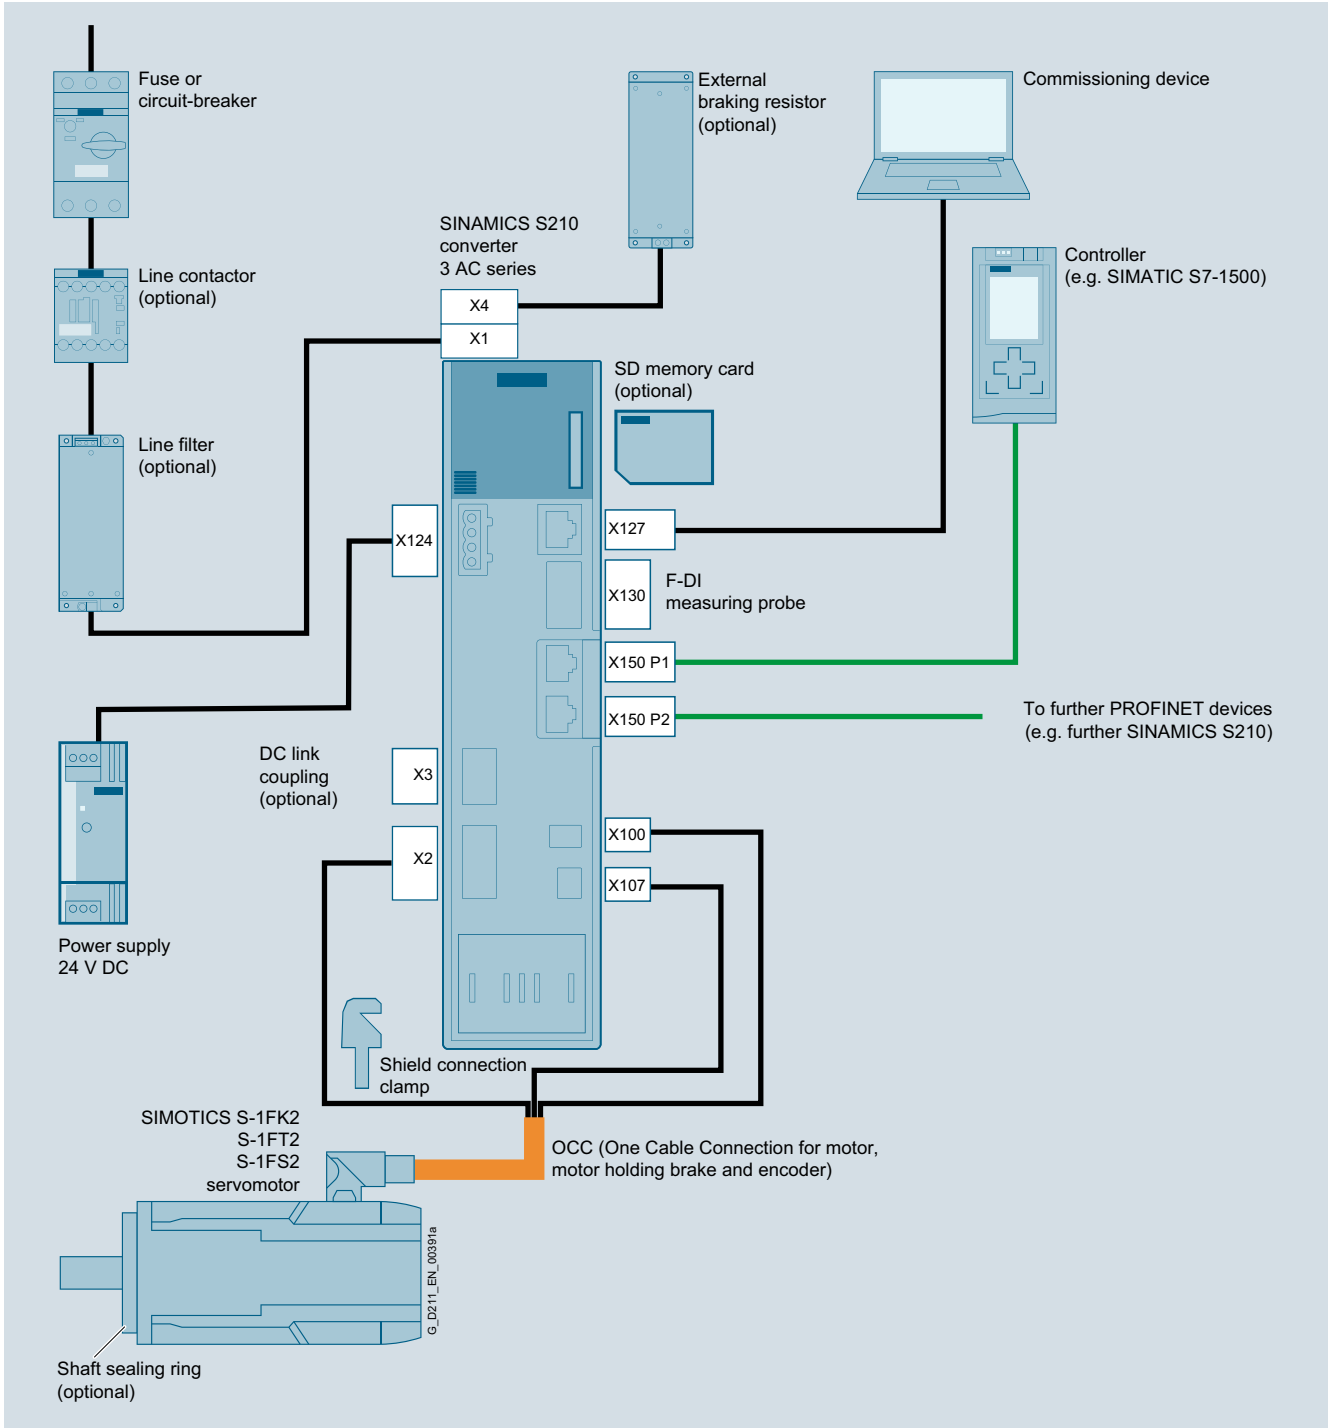 Fuse or
circuit-breaker
External
braking resistor
(optional)
Commissioning device
SINAMICS S210
converter
3 AC series
Line contactor
(optional)
Controller
(e.g. SIMATIC S7-1500)
X4
X1
SD memory card
(optional)
Line filter
(optional)
X124
X127
X130
F-DI
measuring probe
X150 P1
X150 P2
To further PROFINET devices
(e.g. further SINAMICS S210)
DC link
coupling
(optional)
X3
X2
X100
X107
Power supply
24 V DC
Shield connection
clamp
SIMOTICS S-1FK2
S-1FT2
S-1FS2
servomotor
OCC (One Cable Connection for motor,
motor holding brake and encoder)
G_D211_EN_00391a
Shaft sealing ring
(optional)